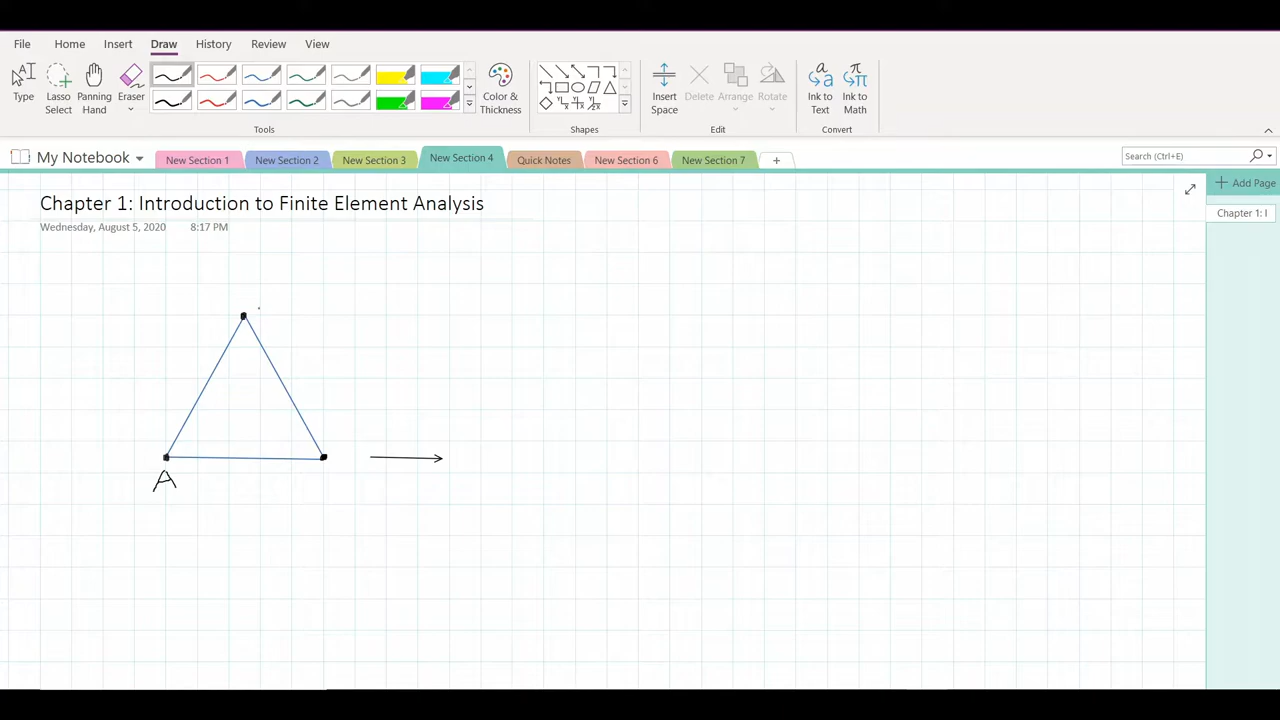 File Home Insert Draw History Review View
Type
Lasso Select
Panning Hand
Eraser
Color & Thickness
Insert Space
Delete Arrange Rotate
Ink to Text
Ink to Math
Tools Shapes Edit Convert
My Notebook New Section 1 New Section 2 New Section 3 New Section 4 Quick Notes New Section 6 New Section 7 Search (Ctrl+E)
Add Page
Chapter 1: Introduction to Finite Element Analysis
Chapter 1: I
Wednesday, August 5, 2020 8:17 PM
A